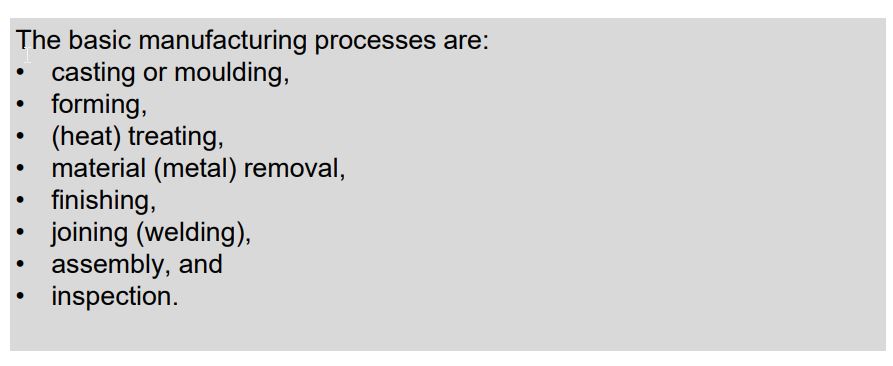 The basic manufacturing processes are:
• casting or moulding,
• forming,
• (heat) treating,
• material (metal) removal,
• finishing,
• joining (welding),
• assembly, and
• inspection.